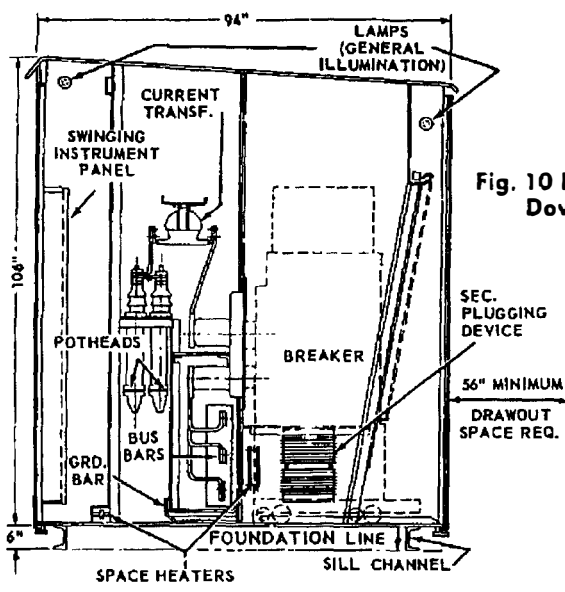 94"
LAMPS
(GENERAL
ILLUMINATION)
CURRENT
TRANSF.
SWINGING
INSTRUMENT
PANEL
Fig. 10
Dov
106"
SEC.
PLUGGING
DEVICE
BREAKER
POTHEADS
56" MINIMUM
DRAWOUT
SPACE REQ.
BUS
BARS
GRD.
BAR
6"
FOUNDATION LINE
SPACE HEATERS
SILL CHANNEL